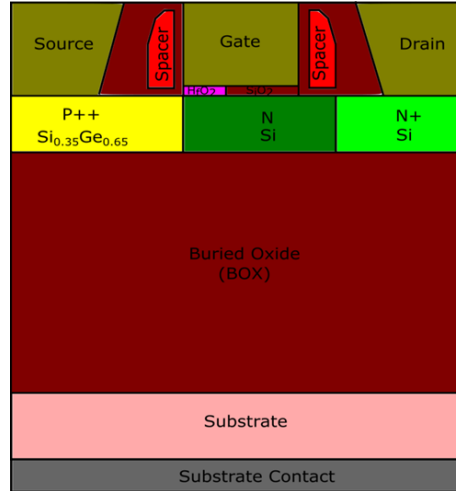 Source
Spacer
Gate
Spacer
Drain
HfO2
SiO2
P++
Si0.35Ge0.65
N
Si
N+
Si
Buried Oxide
(BOX)
Substrate
Substrate Contact